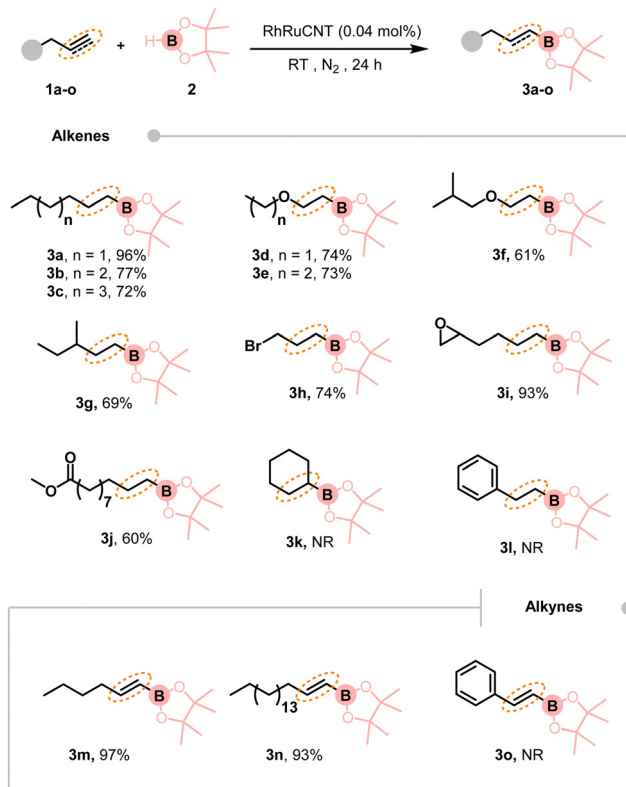 RhRuCNT (0.04 mol%)
+
H B O O
B O O
RT , N₂ , 24 h
1a-o 2 3a-o
Alkenes
n B O O
n O B O O
O B O O
3a, n = 1, 96%
3b, n = 2, 77%
3c, n = 3, 72%
3d, n = 1, 74%
3e, n = 2, 73%
3f, 61%
B O O
Br B O O
O B O O
3g, 69%
3h, 74%
3i, 93%
O O 7 B O O
B O O
B O O
3j, 60%
3k, NR
3l, NR
Alkynes
B O O
13 B O O
B O O
3m, 97%
3n, 93%
3o, NR